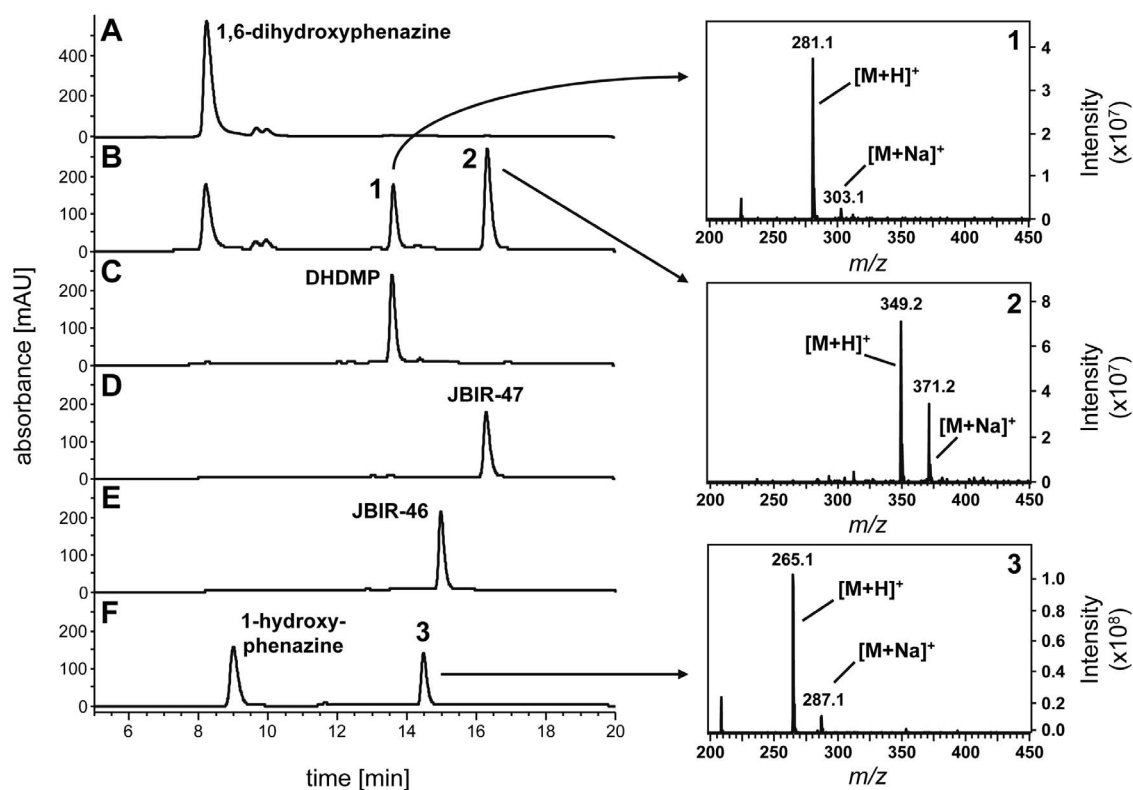 A
1,6-dihydroxyphenazine
400
200
0
B
1
2
200
100
0
C
DHDMP
200
100
0
D
JBIR-47
200
100
0
E
JBIR-46
200
100
0
F
1-hydroxy-
phenazine
3
200
100
0
6 8 10 12 14 16 18 20
time [min]
absorbance [mAU]
1
281.1
[M+H]+
[M+Na]+
303.1
4
3
2
1
0
Intensity
(x10⁷)
200 250 300 350 400 450
m/z
2
349.2
[M+H]+
371.2
[M+Na]+
8
6
4
2
0
Intensity
(x10⁷)
200 250 300 350 400 450
m/z
3
265.1
[M+H]+
[M+Na]+
287.1
1.0
0.8
0.6
0.4
0.2
0.0
Intensity
(x10⁸)
200 250 300 350 400 450
m/z